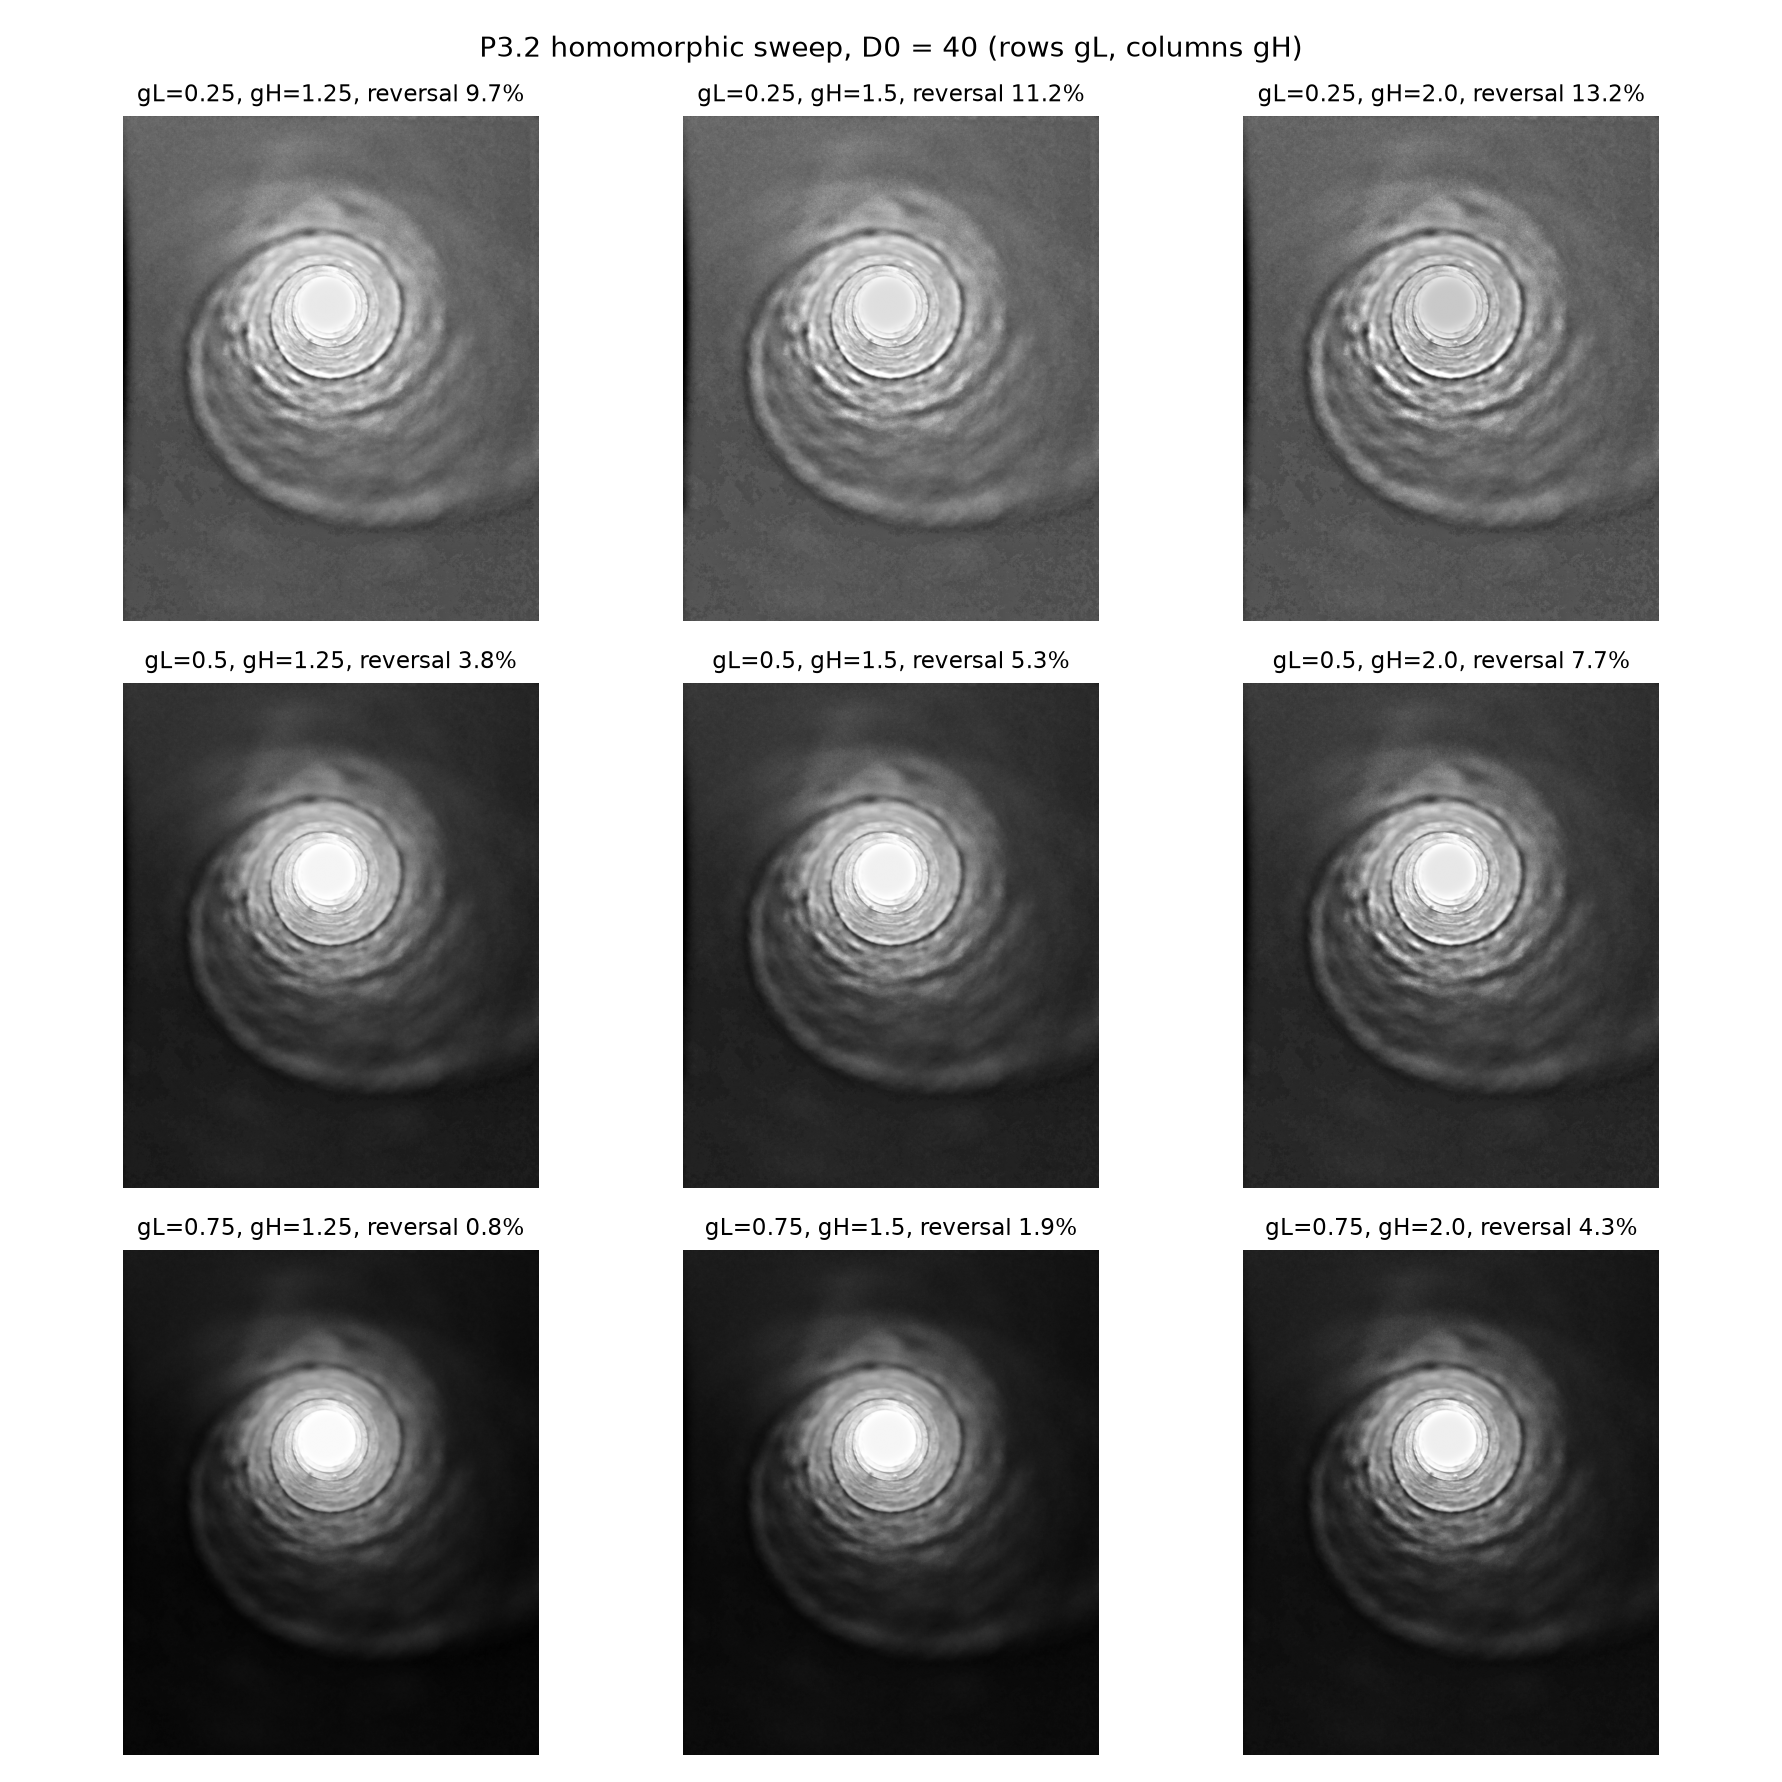 P3.2 homomorphic sweep, D0 = 40 (rows gL, columns gH)
gL=0.25, gH=1.25, reversal 9.7%
gL=0.25, gH=1.5, reversal 11.2%
gL=0.25, gH=2.0, reversal 13.2%
gL=0.5, gH=1.25, reversal 3.8%
gL=0.5, gH=1.5, reversal 5.3%
gL=0.5, gH=2.0, reversal 7.7%
gL=0.75, gH=1.25, reversal 0.8%
gL=0.75, gH=1.5, reversal 1.9%
gL=0.75, gH=2.0, reversal 4.3%